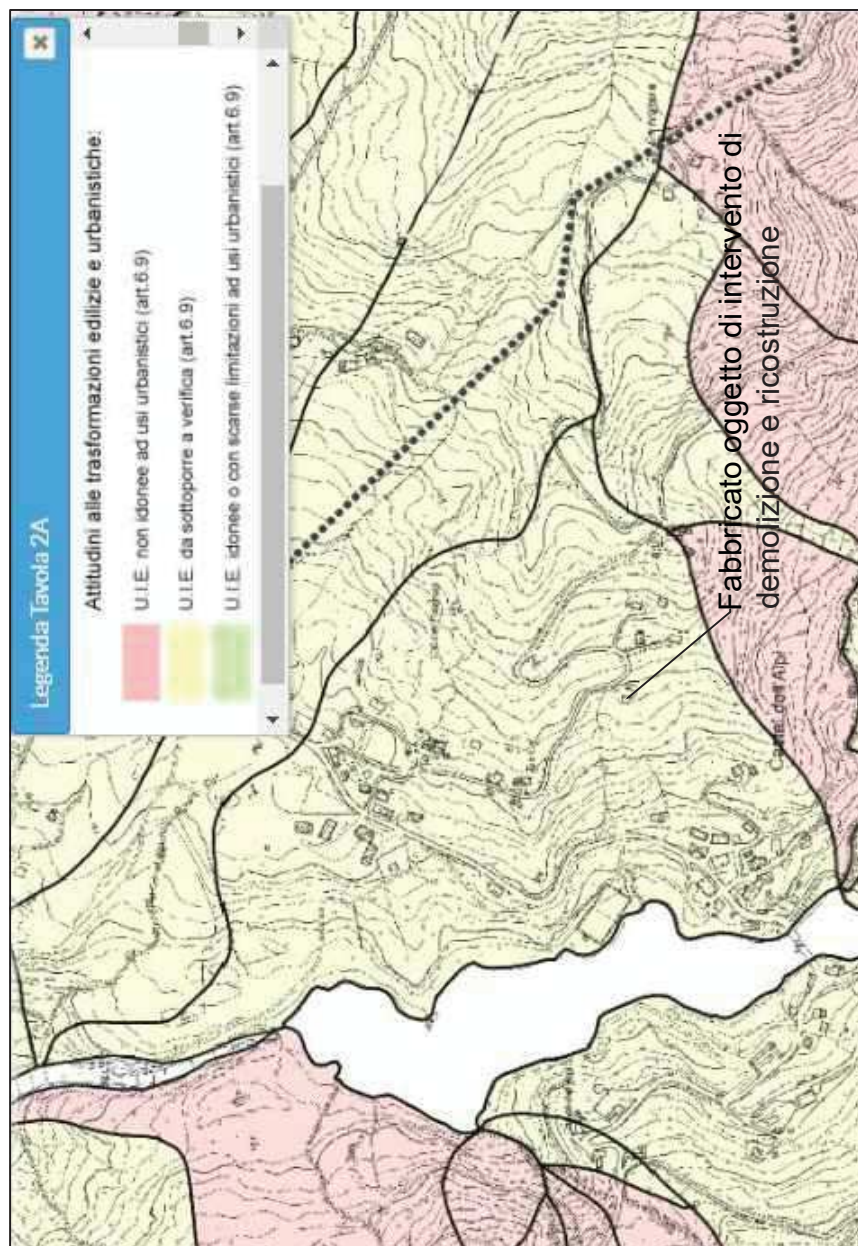 Legenda Tavola 2A
Attitudini alle trasformazioni edilizie e urbanistiche:
U.I.E. non idonee ad usi urbanistici (art.6.9)
U.I.E. da sottoporre a verifica (art.6.9)
U.I.E. idonee o con scarse limitazioni ad usi urbanistici (art.6.9)
Fabbricato oggetto di intervento di
demolizione e ricostruzione